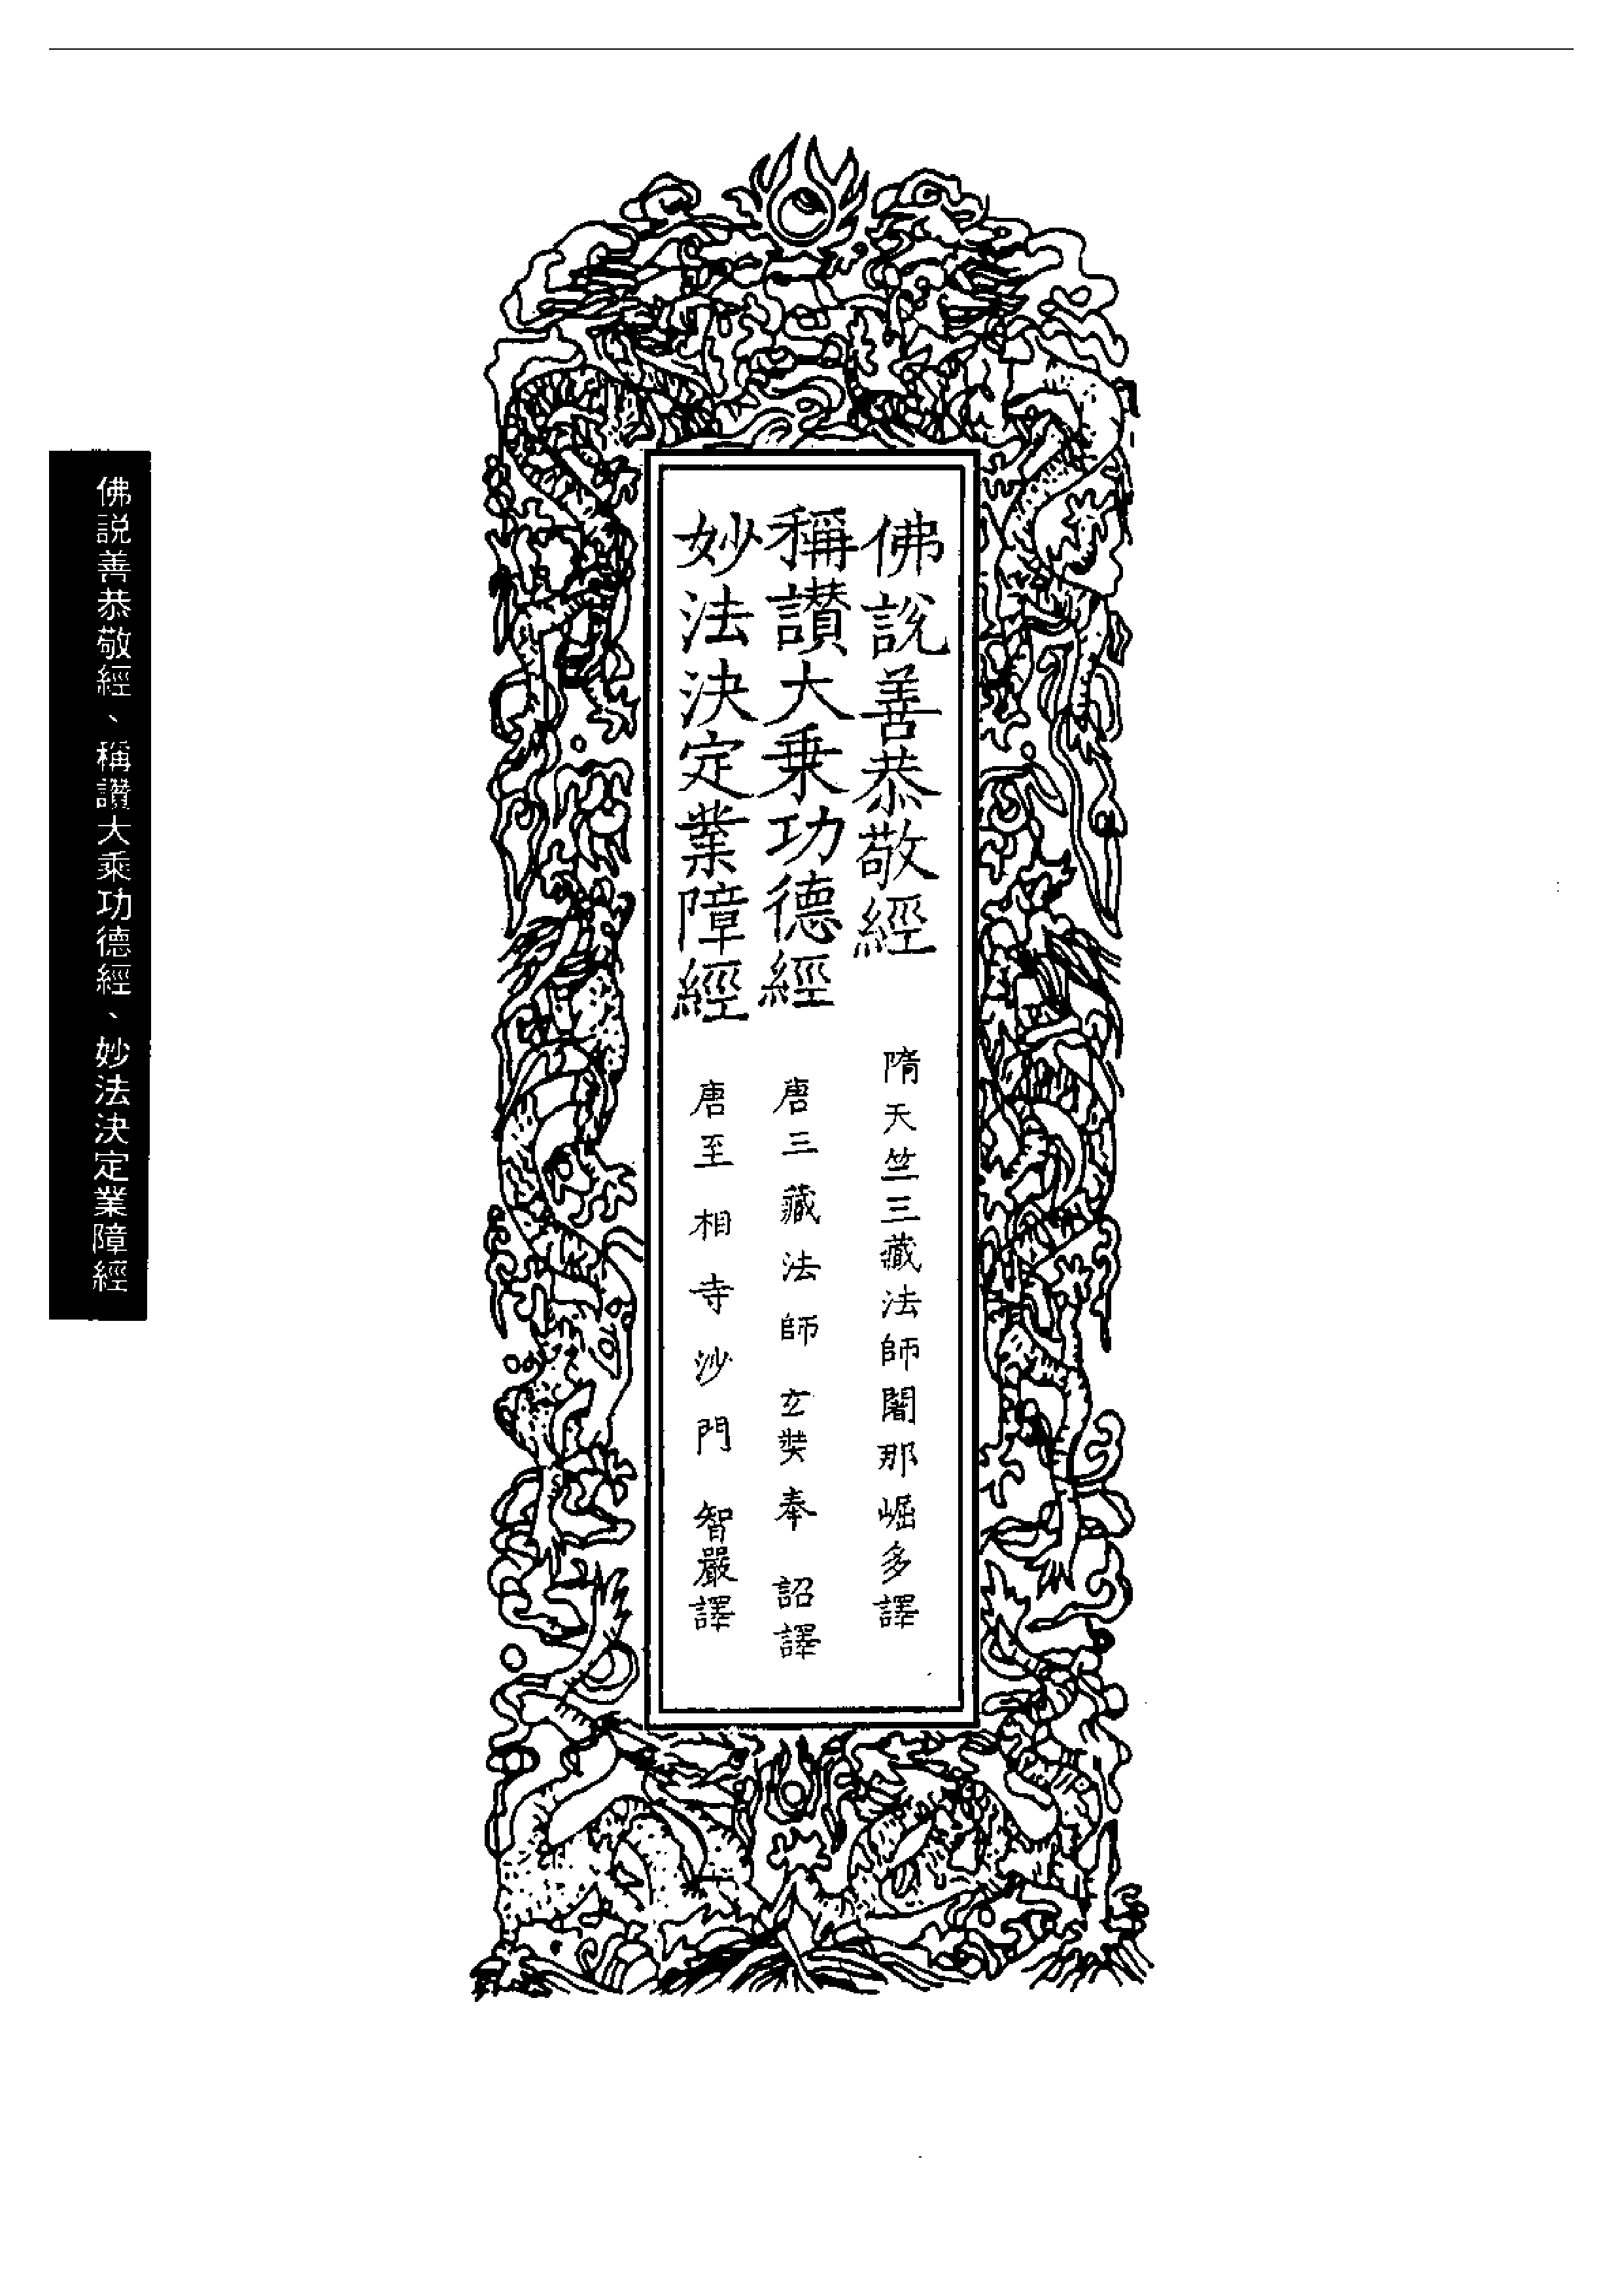 佛說善恭敬經　隋天竺三藏法師闍那崛多譯
稱讚大乘功德經　唐三藏法師　玄奘奉　詔譯
妙法決定業障經　唐至相寺沙門　智嚴譯
佛説善恭敬經、稱讚大乘功德經、妙法決定業障經